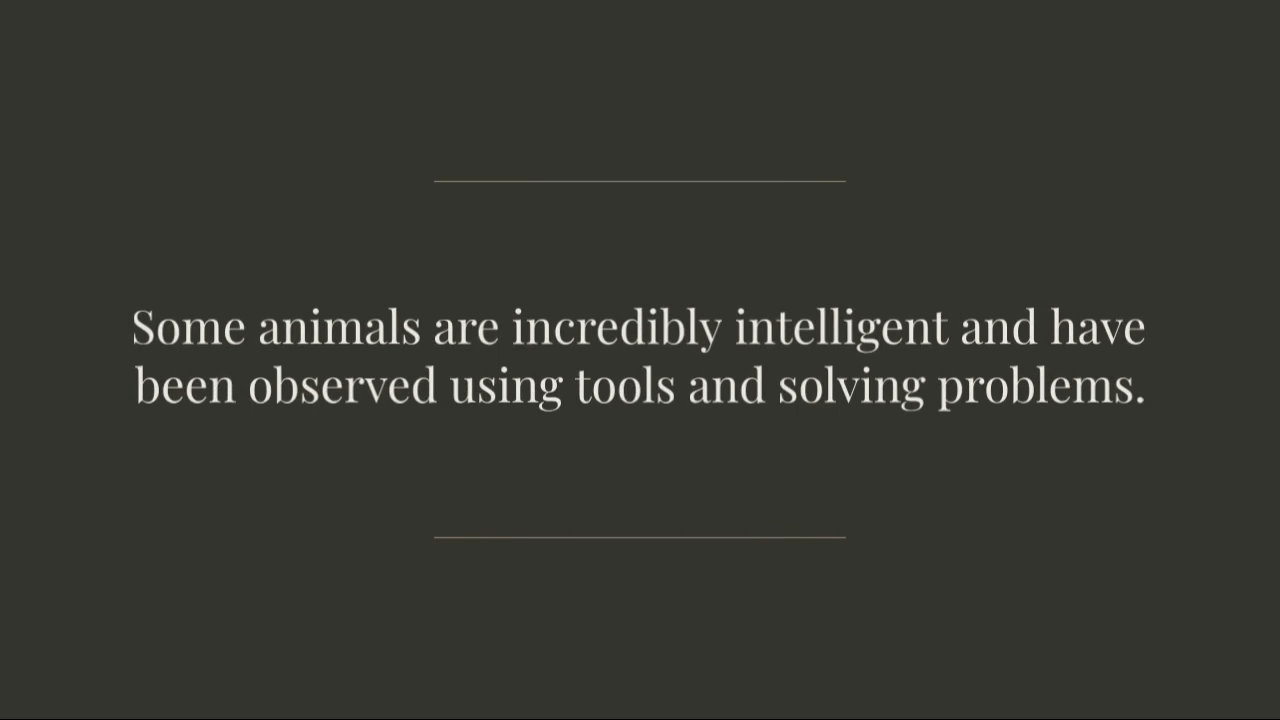 Some animals are incredibly intelligent and have
been observed using tools and solving problems.